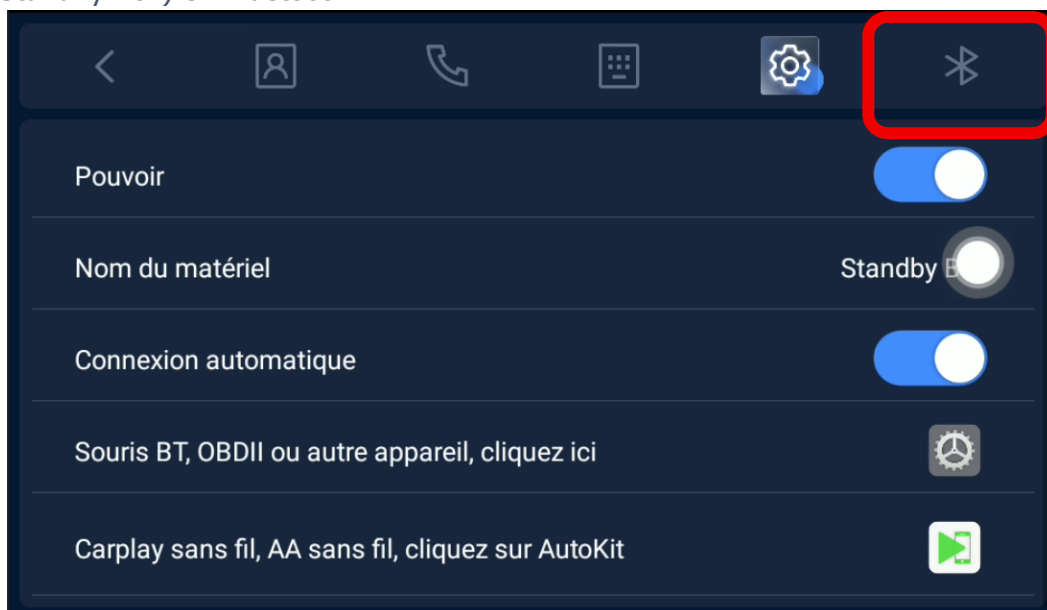 Pouvoir
Nom du matériel
Standby
Connexion automatique
Souris BT, OBDII ou autre appareil, cliquez ici
Carplay sans fil, AA sans fil, cliquez sur AutoKit